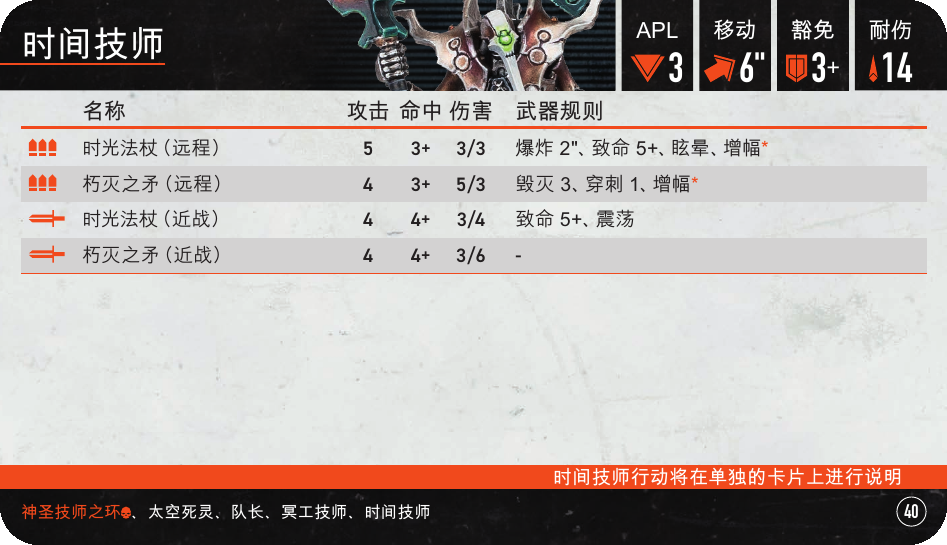 时间技师
APL 移动 豁免 耐伤
3 6" 3+ 14
名称 攻击 命中 伤害 武器规则
时光法杖（远程） 5 3+ 3/3 爆炸 2"、致命 5+、眩晕、增幅*
朽灭之矛（远程） 4 3+ 5/3 毁灭 3、穿刺 1、增幅*
时光法杖（近战） 4 4+ 3/4 致命 5+、震荡
朽灭之矛（近战） 4 4+ 3/6 -
时间技师行动将在单独的卡片上进行说明
神圣技师之环、太空死灵、队长、冥工技师、时间技师
40